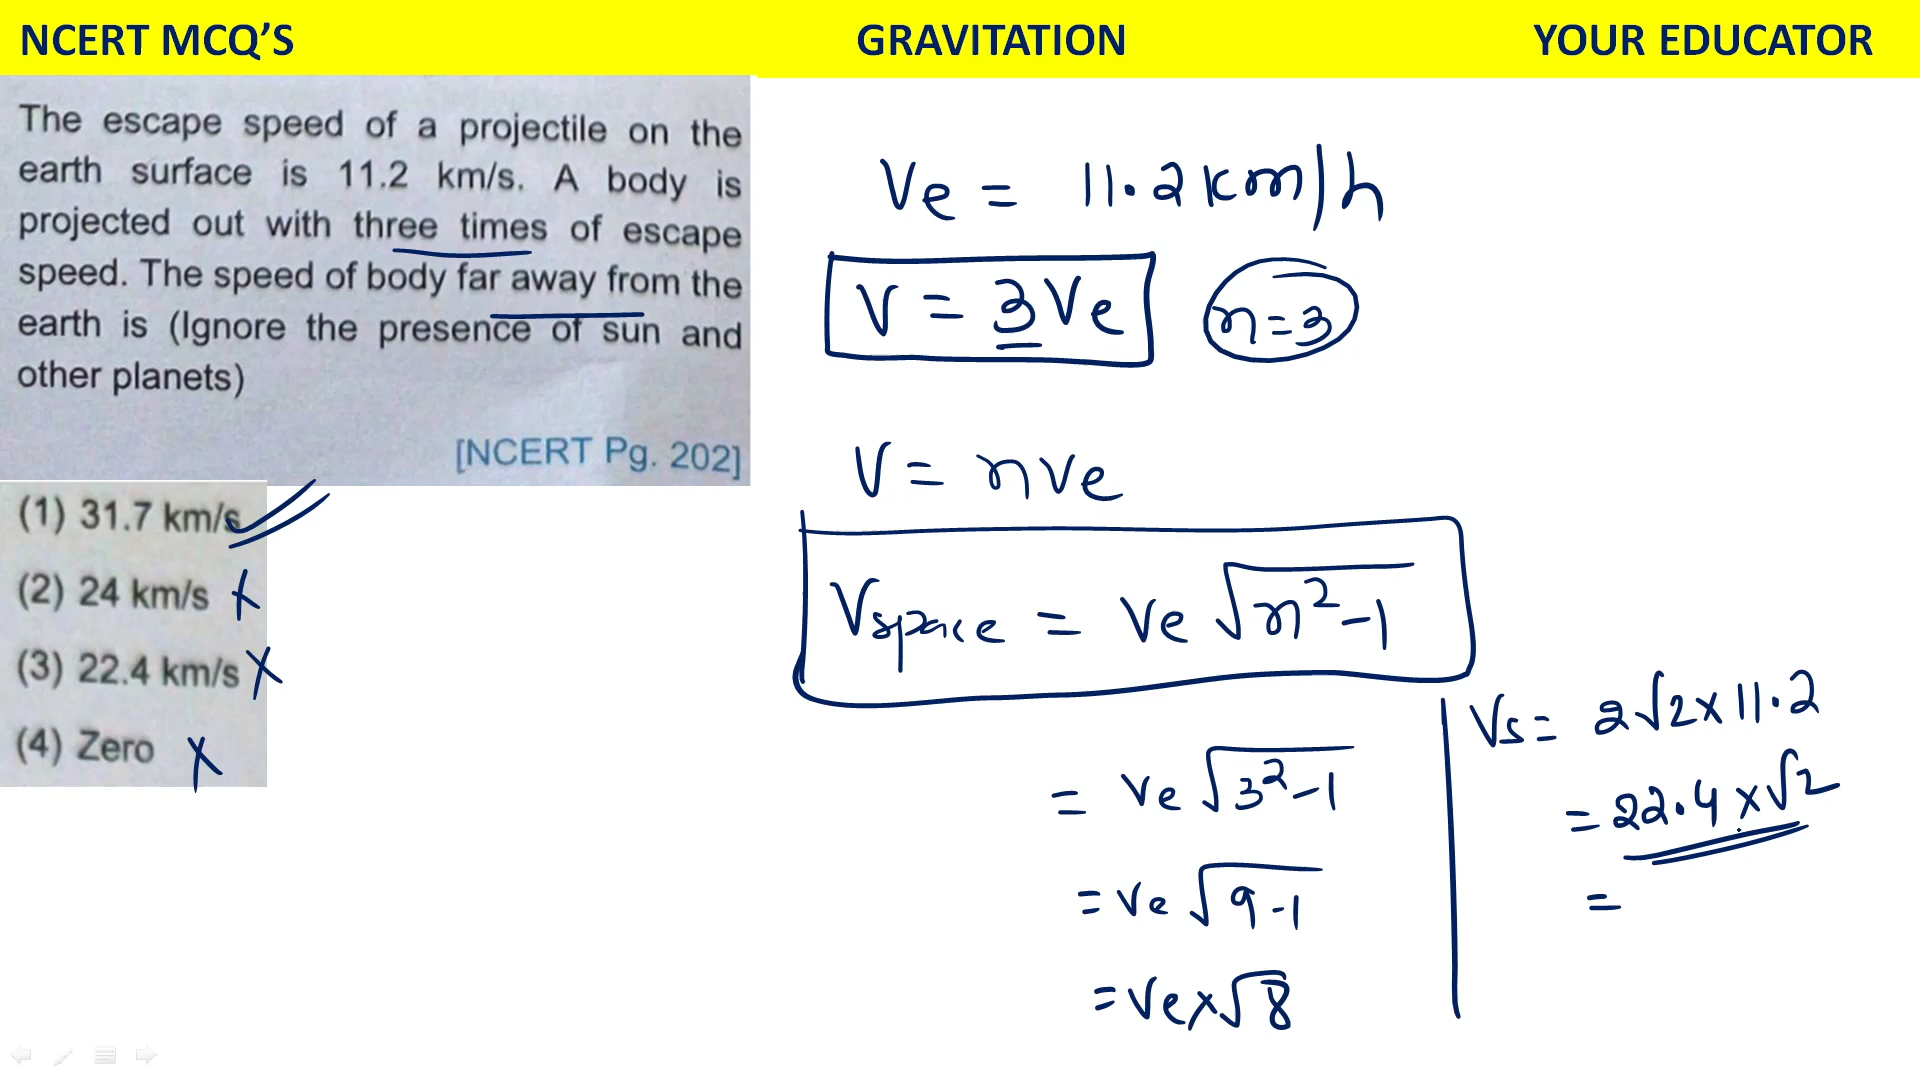 NCERT MCQ'S GRAVITATION YOUR EDUCATOR
The escape speed of a projectile on the
earth surface is 11.2 km/s. A body is
projected out with three times of escape
speed. The speed of body far away from the
earth is (Ignore the presence of sun and
other planets)
[NCERT Pg. 202]
(1) 31.7 km/s
(2) 24 km/s
(3) 22.4 km/s
(4) Zero
Ve = 11.2 km/h
V = 3Ve n=3
V = nVe
Vspace = Ve √n²-1
= Ve √3²-1
= Ve √9-1
= Ve×√8
Vs = 2√2×11.2
= 22.4×√2
=